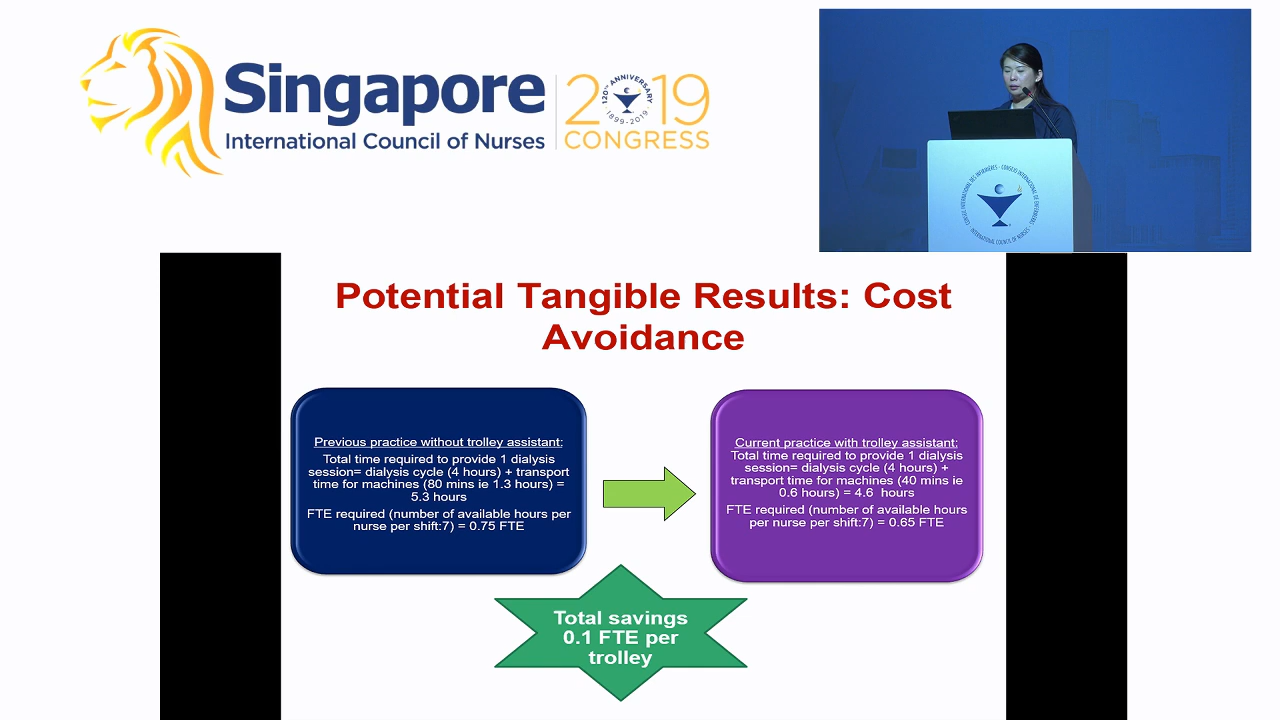 Singapore
International Council of Nurses
2019
120TH ANNIVERSARY
1899-2019
CONGRESS
INTERNATIONAL COUNCIL OF NURSES
Potential Tangible Results: Cost
Avoidance
Previous practice without trolley assistant:
Total time required to provide 1 dialysis
session= dialysis cycle (4 hours) + transport
time for machines (80 mins ie 1.3 hours) =
5.3 hours
FTE required (number of available hours per
nurse per shift:7) = 0.75 FTE
Current practice with trolley assistant:
Total time required to provide 1 dialysis
session= dialysis cycle (4 hours) +
transport time for machines (40 mins ie
0.6 hours) = 4.6 hours
FTE required (number of available hours
per nurse per shift:7) = 0.65 FTE
Total savings
0.1 FTE per
trolley